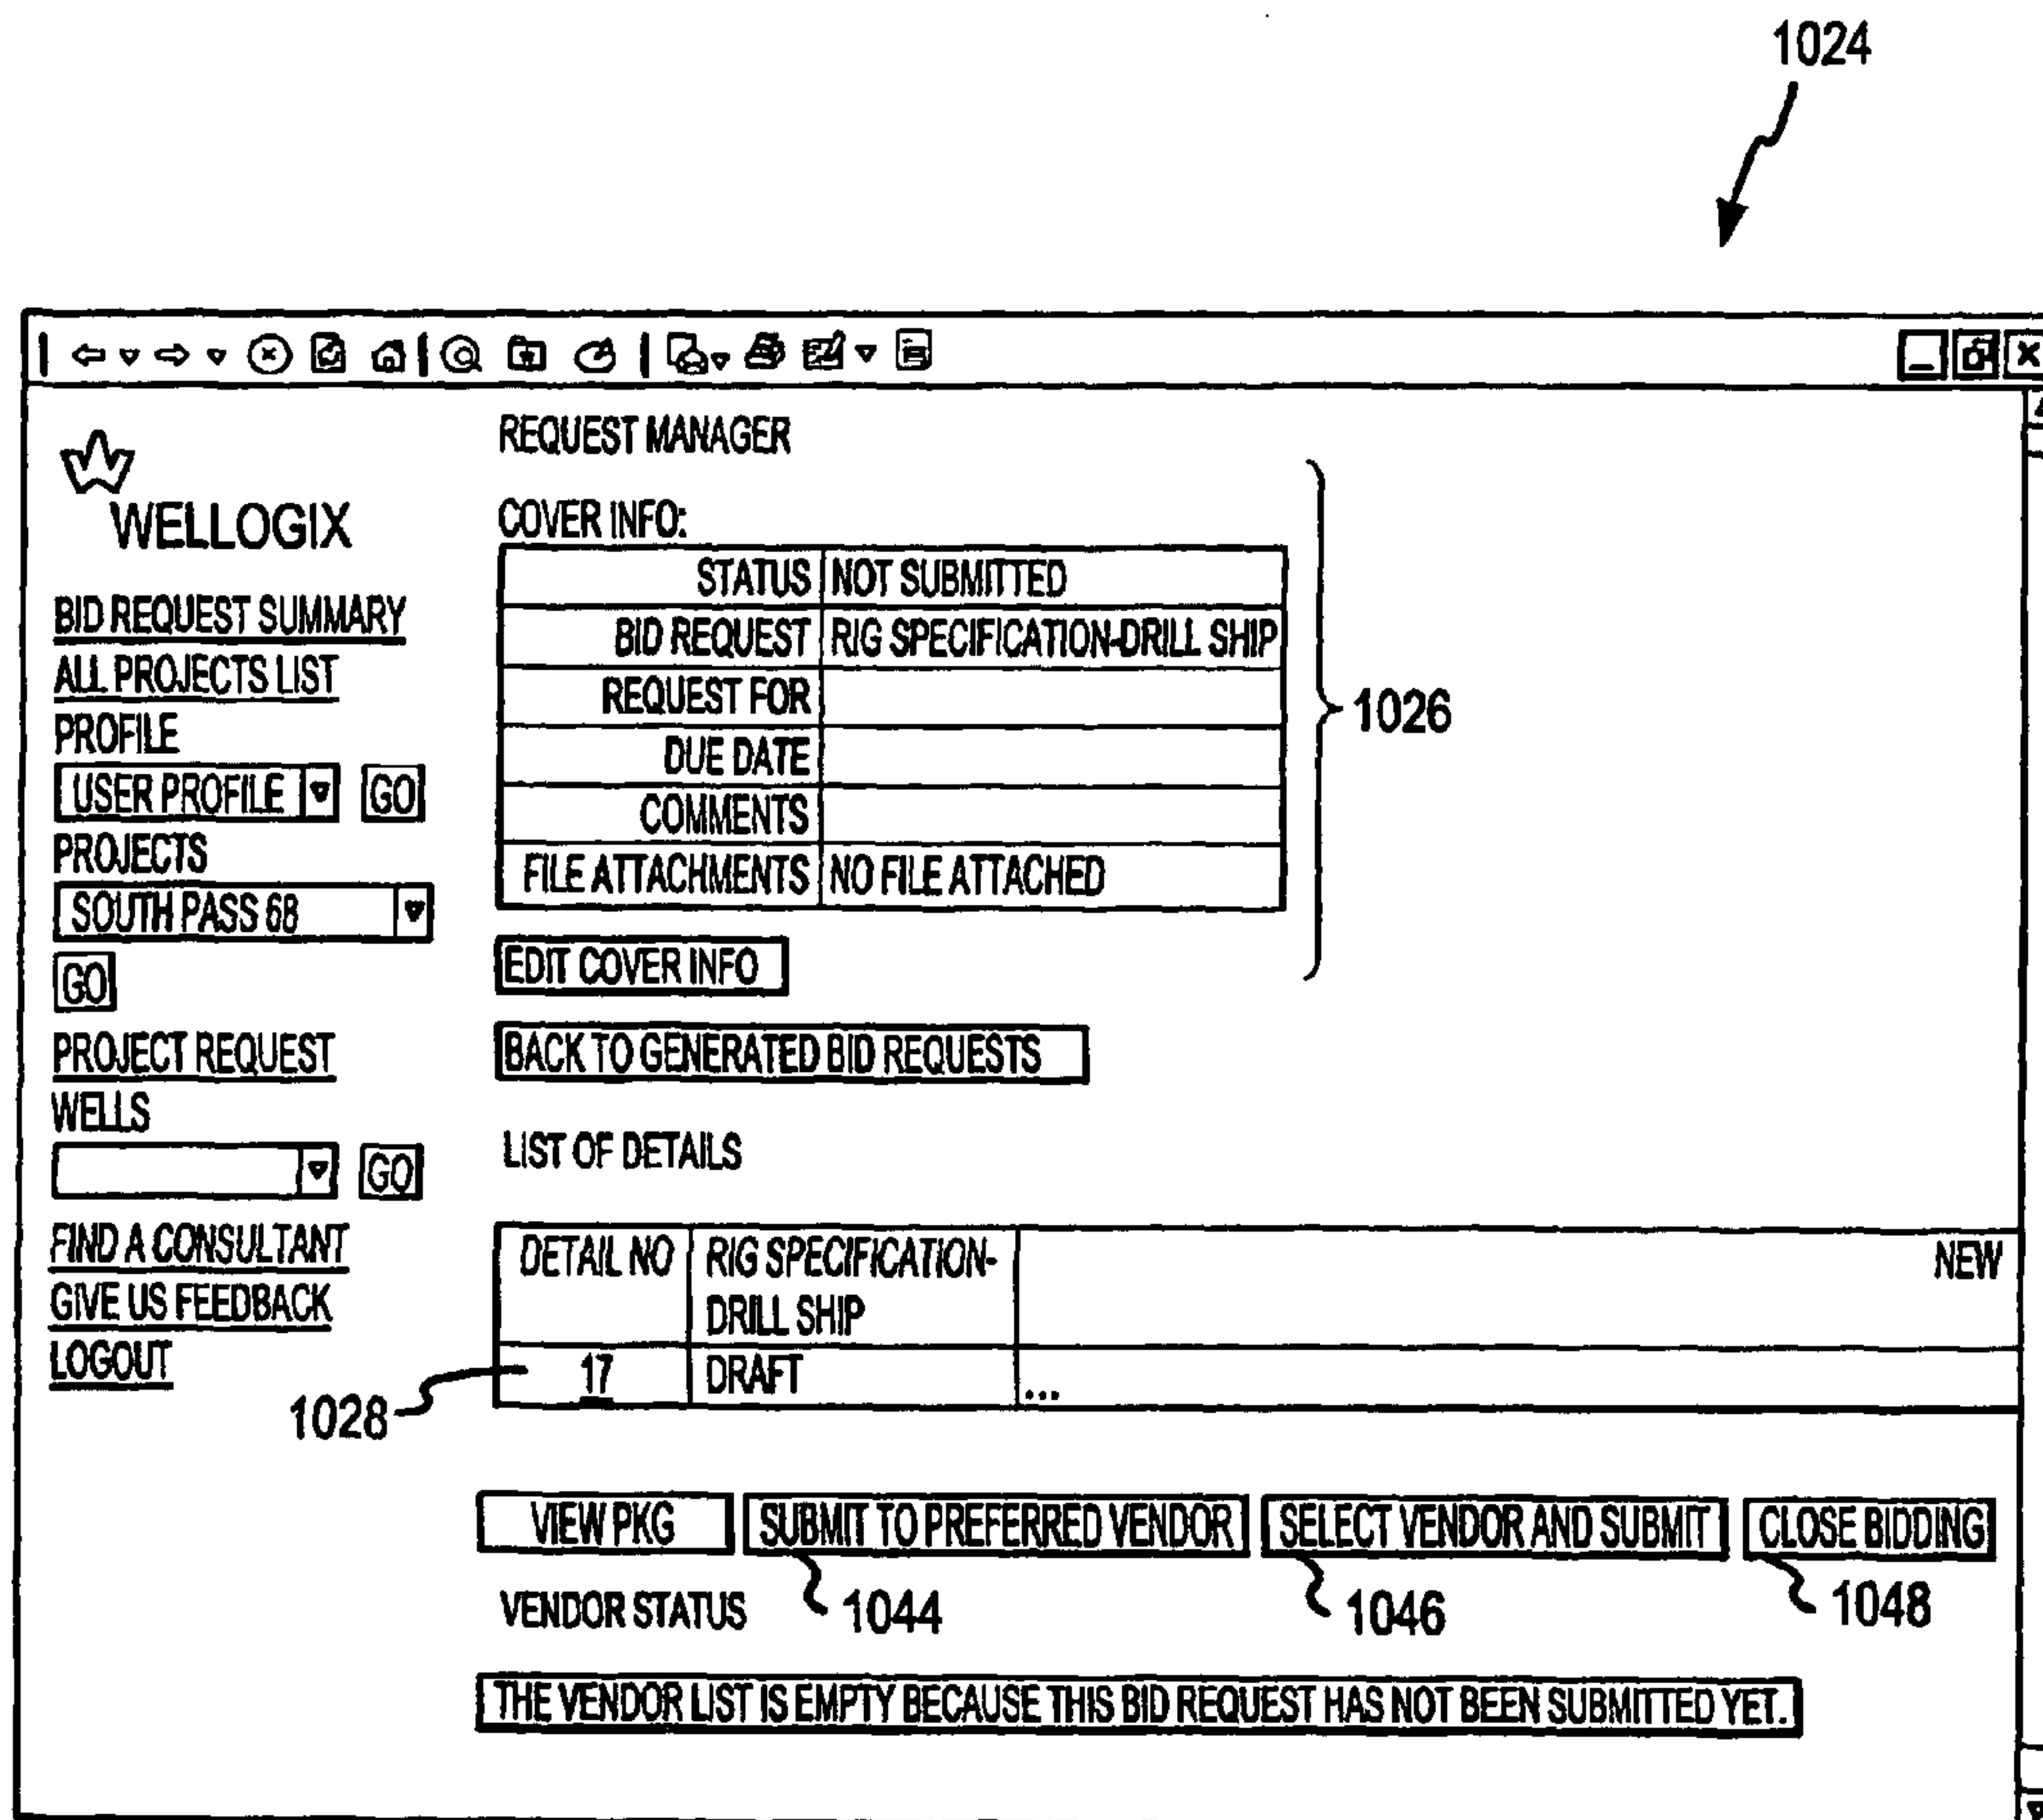 1024
REQUEST MANAGER
WELLOGIX
BID REQUEST SUMMARY
ALL PROJECTS LIST
PROFILE
USER PROFILE GO
PROJECTS
SOUTH PASS 68
GO
PROJECT REQUEST
WELLS
GO
FIND A CONSULTANT
GIVE US FEEDBACK
LOGOUT
COVER INFO:
STATUS NOT SUBMITTED
BID REQUEST RIG SPECIFICATION-DRILL SHIP
REQUEST FOR
DUE DATE
COMMENTS
FILE ATTACHMENTS NO FILE ATTACHED
1026
EDIT COVER INFO
BACK TO GENERATED BID REQUESTS
LIST OF DETAILS
DETAIL NO RIG SPECIFICATION- NEW
DRILL SHIP
17 DRAFT ...
1028
VIEW PKG SUBMIT TO PREFERRED VENDOR SELECT VENDOR AND SUBMIT CLOSE BIDDING
VENDOR STATUS 1044 1046 1048
THE VENDOR LIST IS EMPTY BECAUSE THIS BID REQUEST HAS NOT BEEN SUBMITTED YET.